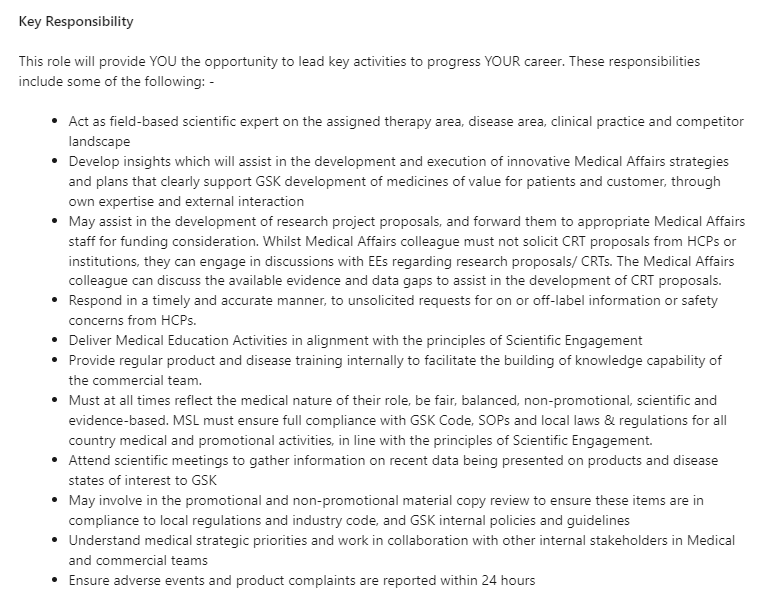 Key Responsibility
This role will provide YOU the opportunity to lead key activities to progress YOUR career. These responsibilities
include some of the following: -
• Act as field-based scientific expert on the assigned therapy area, disease area, clinical practice and competitor
landscape
• Develop insights which will assist in the development and execution of innovative Medical Affairs strategies
and plans that clearly support GSK development of medicines of value for patients and customer, through
own expertise and external interaction
• May assist in the development of research project proposals, and forward them to appropriate Medical Affairs
staff for funding consideration. Whilst Medical Affairs colleague must not solicit CRT proposals from HCPs or
institutions, they can engage in discussions with EEs regarding research proposals/ CRTs. The Medical Affairs
colleague can discuss the available evidence and data gaps to assist in the development of CRT proposals.
• Respond in a timely and accurate manner, to unsolicited requests for on or off-label information or safety
concerns from HCPs.
• Deliver Medical Education Activities in alignment with the principles of Scientific Engagement
• Provide regular product and disease training internally to facilitate the building of knowledge capability of
the commercial team.
• Must at all times reflect the medical nature of their role, be fair, balanced, non-promotional, scientific and
evidence-based. MSL must ensure full compliance with GSK Code, SOPs and local laws & regulations for all
country medical and promotional activities, in line with the principles of Scientific Engagement.
• Attend scientific meetings to gather information on recent data being presented on products and disease
states of interest to GSK
• May involve in the promotional and non-promotional material copy review to ensure these items are in
compliance to local regulations and industry code, and GSK internal policies and guidelines
• Understand medical strategic priorities and work in collaboration with other internal stakeholders in Medical
and commercial teams
• Ensure adverse events and product complaints are reported within 24 hours